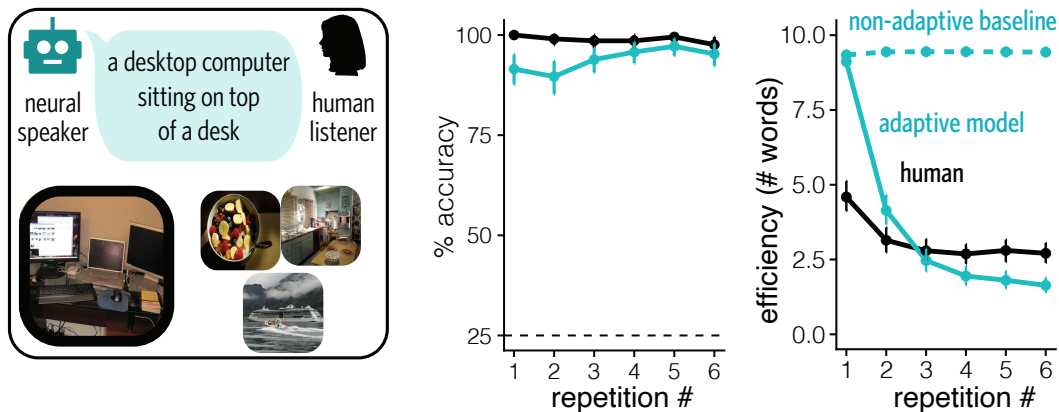 a desktop computer
sitting on top
of a desk
neural
speaker
human
listener
% accuracy
100
75
50
25
1 2 3 4 5 6
repetition #
efficiency (# words)
10.0
7.5
5.0
2.5
0.0
non-adaptive baseline
adaptive model
human
1 2 3 4 5 6
repetition #